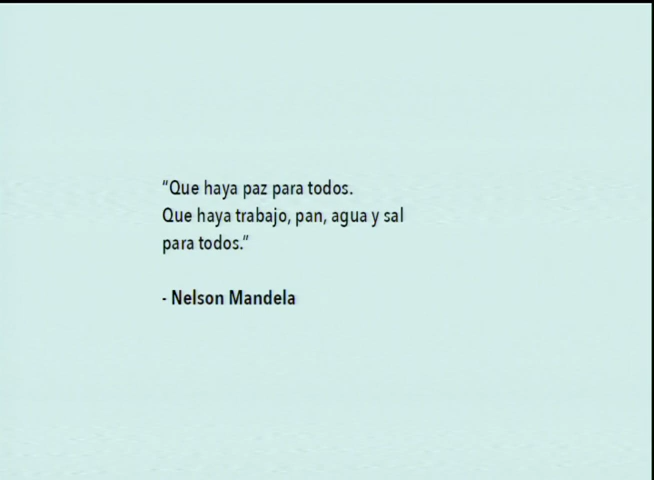 “Que haya paz para todos.
Que haya trabajo, pan, agua y sal
para todos.”
- Nelson Mandela